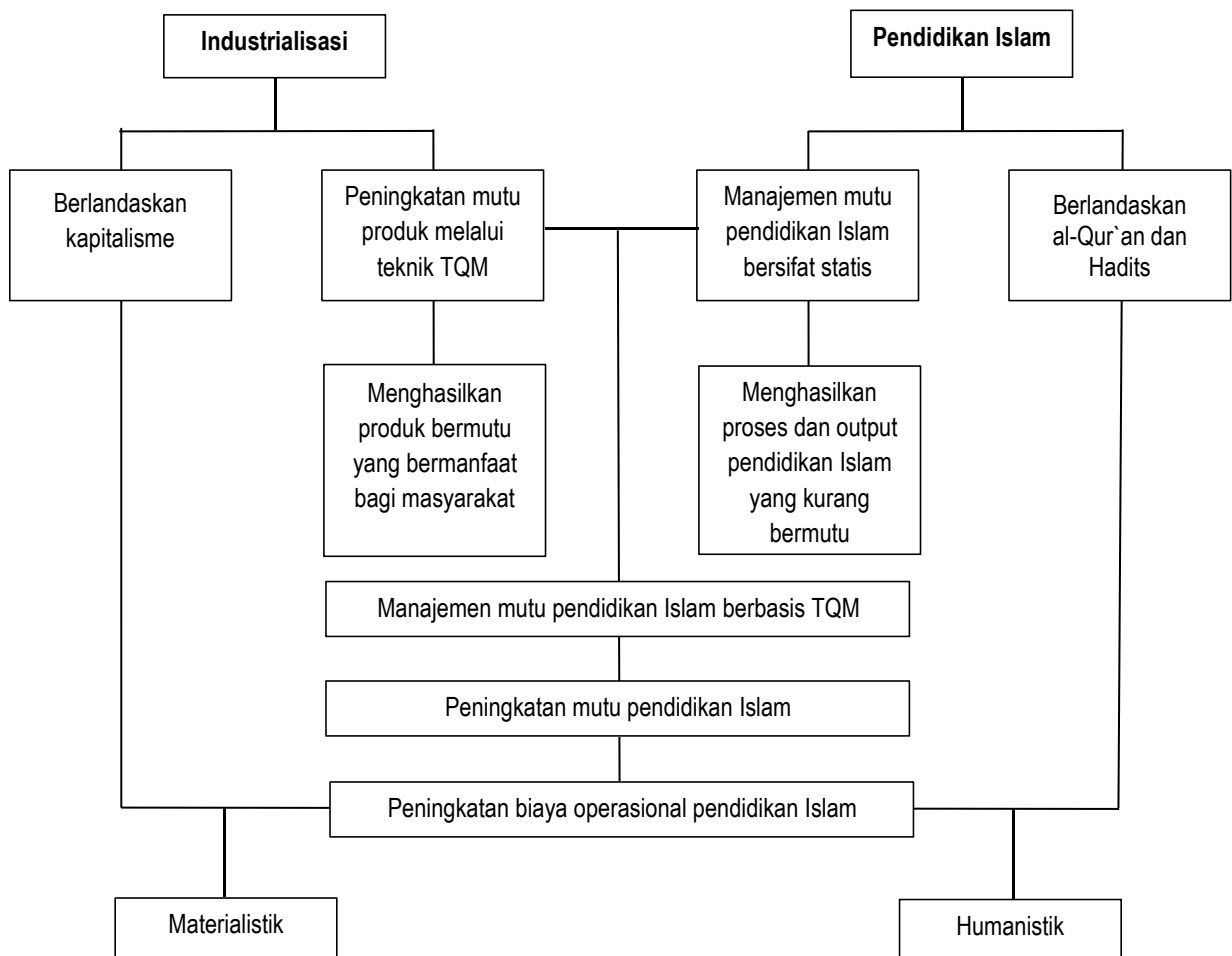 Industrialisasi
Pendidikan Islam
Berlandaskan
kapitalisme
Peningkatan mutu
produk melalui
teknik TQM
Manajemen mutu
pendidikan Islam
bersifat statis
Berlandaskan
al-Qur`an dan
Hadits
Menghasilkan
produk bermutu
yang bermanfaat
bagi masyarakat
Menghasilkan
proses dan output
pendidikan Islam
yang kurang
bermutu
Manajemen mutu pendidikan Islam berbasis TQM
Peningkatan mutu pendidikan Islam
Peningkatan biaya operasional pendidikan Islam
Materialistik
Humanistik